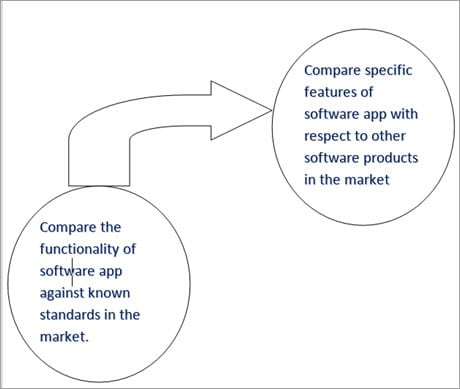 Compare specific
features of
software app with
respect to other
software products
in the market
Compare the
functionality of
software app
against known
standards in the
market.